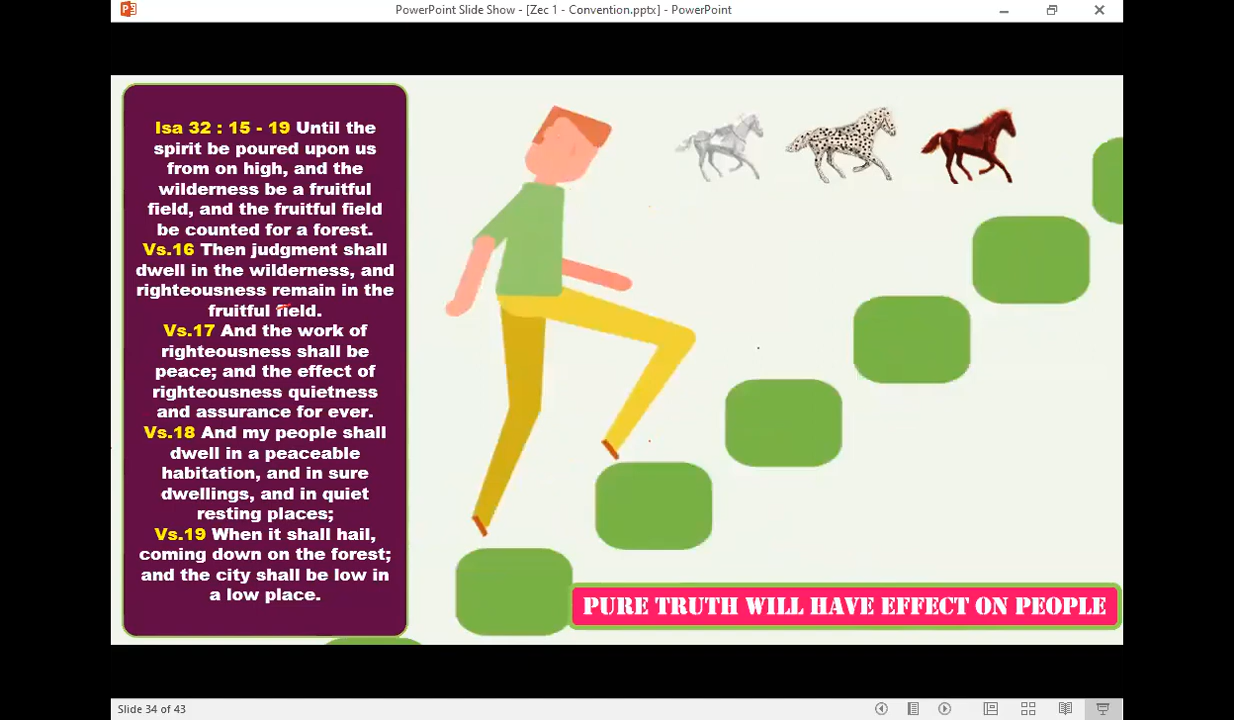 PowerPoint Slide Show - [Zec 1 - Convention.pptx] - PowerPoint
Isa 32 : 15 - 19 Until the
spirit be poured upon us
from on high, and the
wilderness be a fruitful
field, and the fruitful field
be counted for a forest.
Vs.16 Then judgment shall
dwell in the wilderness, and
righteousness remain in the
fruitful field.
Vs.17 And the work of
righteousness shall be
peace; and the effect of
righteousness quietness
and assurance for ever.
Vs.18 And my people shall
dwell in a peaceable
habitation, and in sure
dwellings, and in quiet
resting places;
Vs.19 When it shall hail,
coming down on the forest;
and the city shall be low in
a low place.
PURE TRUTH WILL HAVE EFFECT ON PEOPLE
Slide 34 of 43